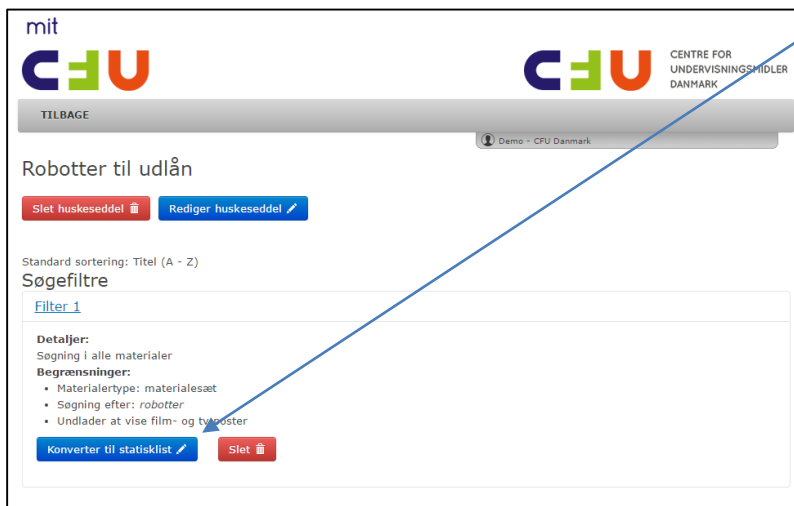 mit
CFU
CFU
CENTRE FOR
UNDERVISNINGSMIDLER
DANMARK
TILBAGE
Demo - CFU Danmark
Robotter til udlån
Slet huskeseddel
Rediger huskeseddel
Standard sortering: Titel (A - Z)
Søgefiltre
Filter 1
Detaljer:
Søgning i alle materialer
Begrænsninger:
• Materialertype: materialesæt
• Søgning efter: robotter
• Undlader at vise film- og tv-poster
Konverter til statisklist
Slet